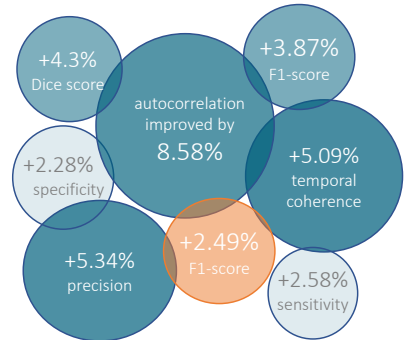 +4.3%
Dice score
+3.87%
F1-score
autocorrelation
improved by
8.58%
+2.28%
specificity
+5.09%
temporal
coherence
+5.34%
precision
+2.49%
F1-score
+2.58%
sensitivity